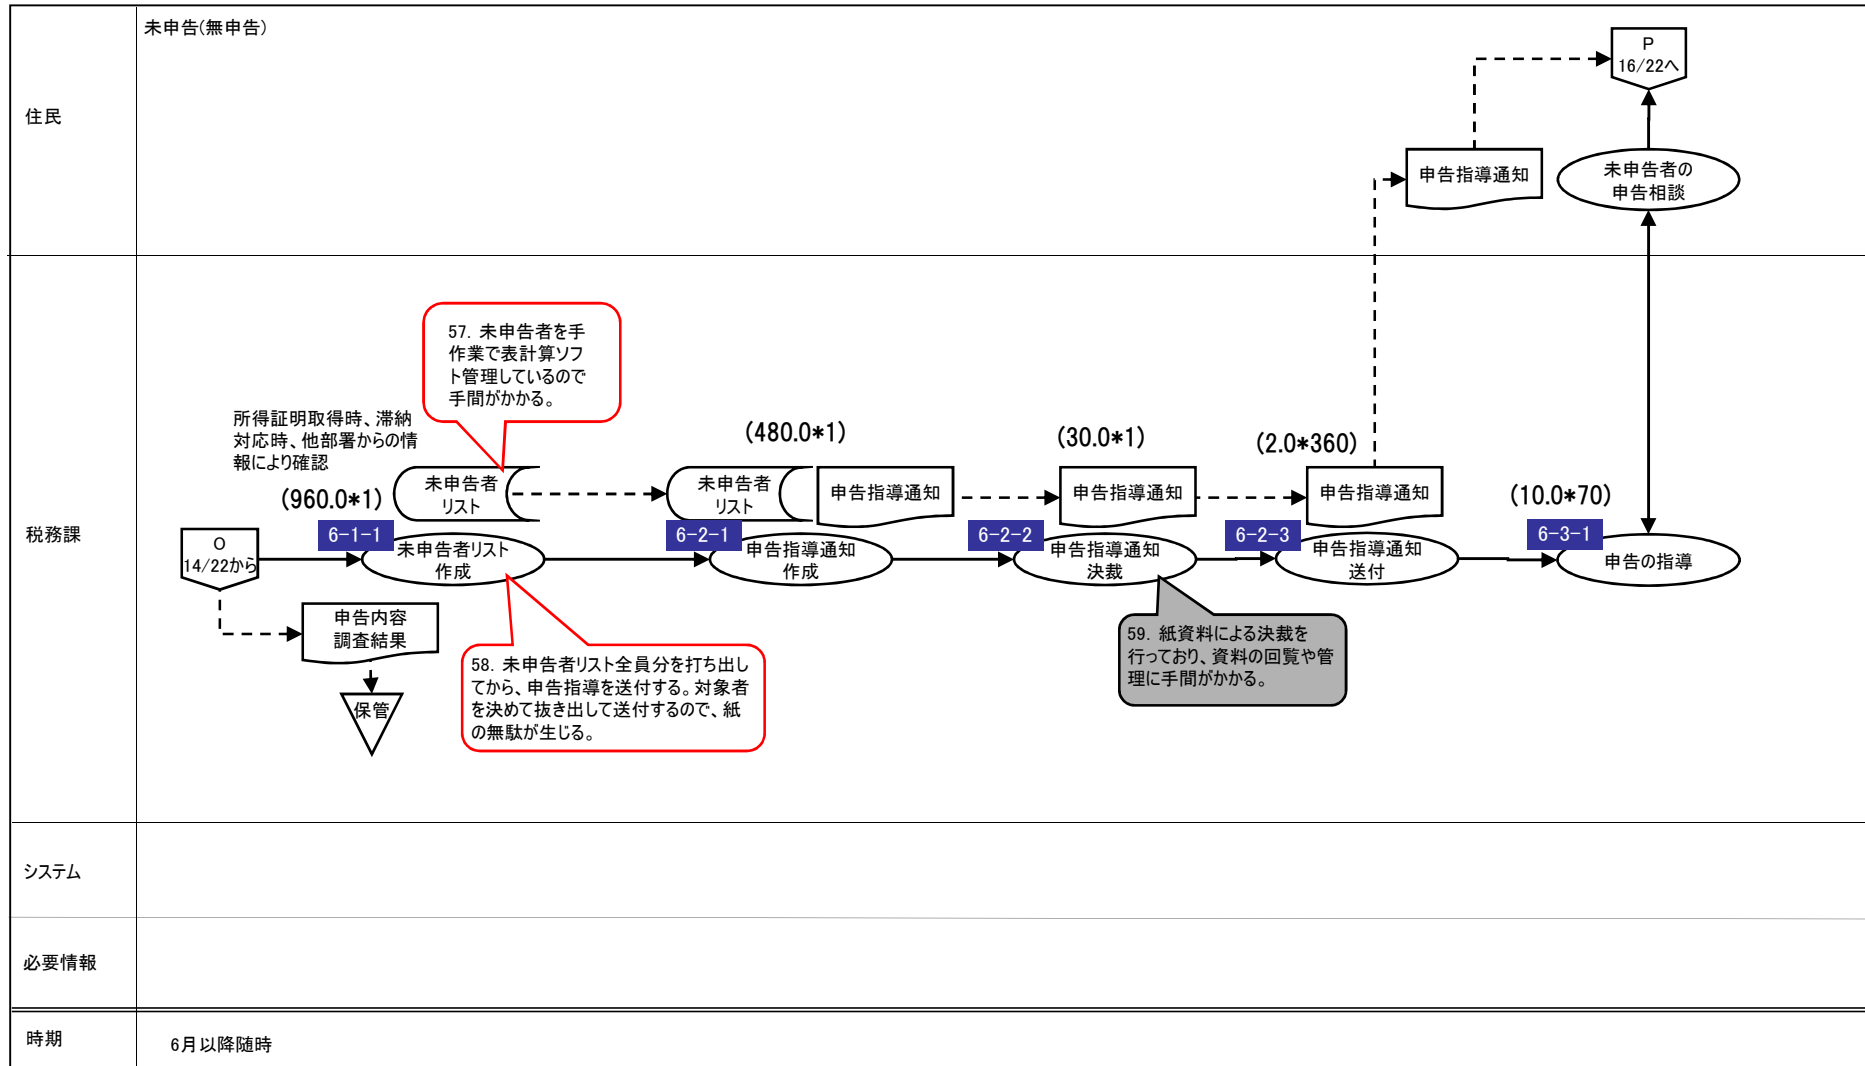 未申告(無申告)
住民
P
16/22へ
申告指導通知
未申告者の
申告相談
57. 未申告者を手
作業で表計算ソフ
ト管理しているので
手間がかかる。
所得証明取得時、滞納
対応時、他部署からの情
報により確認
(960.0*1)
(480.0*1)
(30.0*1)
(2.0*360)
(10.0*70)
未申告者
リスト
未申告者
リスト
申告指導通知
申告指導通知
申告指導通知
税務課
O
14/22から
6-1-1
未申告者リスト
作成
6-2-1
申告指導通知
作成
6-2-2
申告指導通知
決裁
6-2-3
申告指導通知
送付
6-3-1
申告の指導
申告内容
調査結果
保管
58. 未申告者リスト全員分を打ち出し
てから、申告指導を送付する。対象者
を決めて抜き出して送付するので、紙
の無駄が生じる。
59. 紙資料による決裁を
行っており、資料の回覧や管
理に手間がかかる。
システム
必要情報
時期
6月以降随時